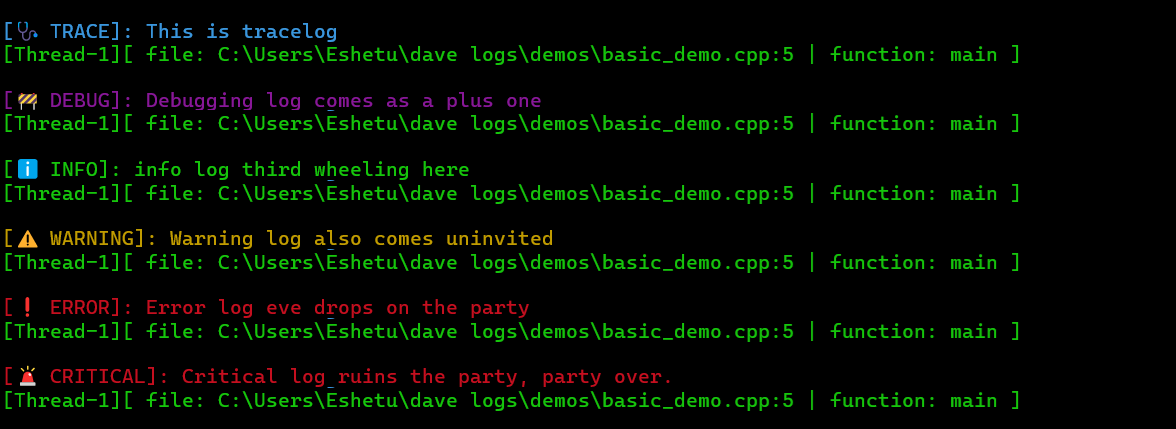 [🩺 TRACE]: This is tracelog
[Thread-1][ file: C:\Users\Eshetu\dave logs\demos\basic_demo.cpp:5 | function: main ]
[🚧 DEBUG]: Debugging log comes as a plus one
[Thread-1][ file: C:\Users\Eshetu\dave logs\demos\basic_demo.cpp:5 | function: main ]
[ℹ️ INFO]: info log third wheeling here
[Thread-1][ file: C:\Users\Eshetu\dave logs\demos\basic_demo.cpp:5 | function: main ]
[⚠️ WARNING]: Warning log also comes uninvited
[Thread-1][ file: C:\Users\Eshetu\dave logs\demos\basic_demo.cpp:5 | function: main ]
[❗ ERROR]: Error log eve drops on the party
[Thread-1][ file: C:\Users\Eshetu\dave logs\demos\basic_demo.cpp:5 | function: main ]
[🚨 CRITICAL]: Critical log ruins the party, party over.
[Thread-1][ file: C:\Users\Eshetu\dave logs\demos\basic_demo.cpp:5 | function: main ]